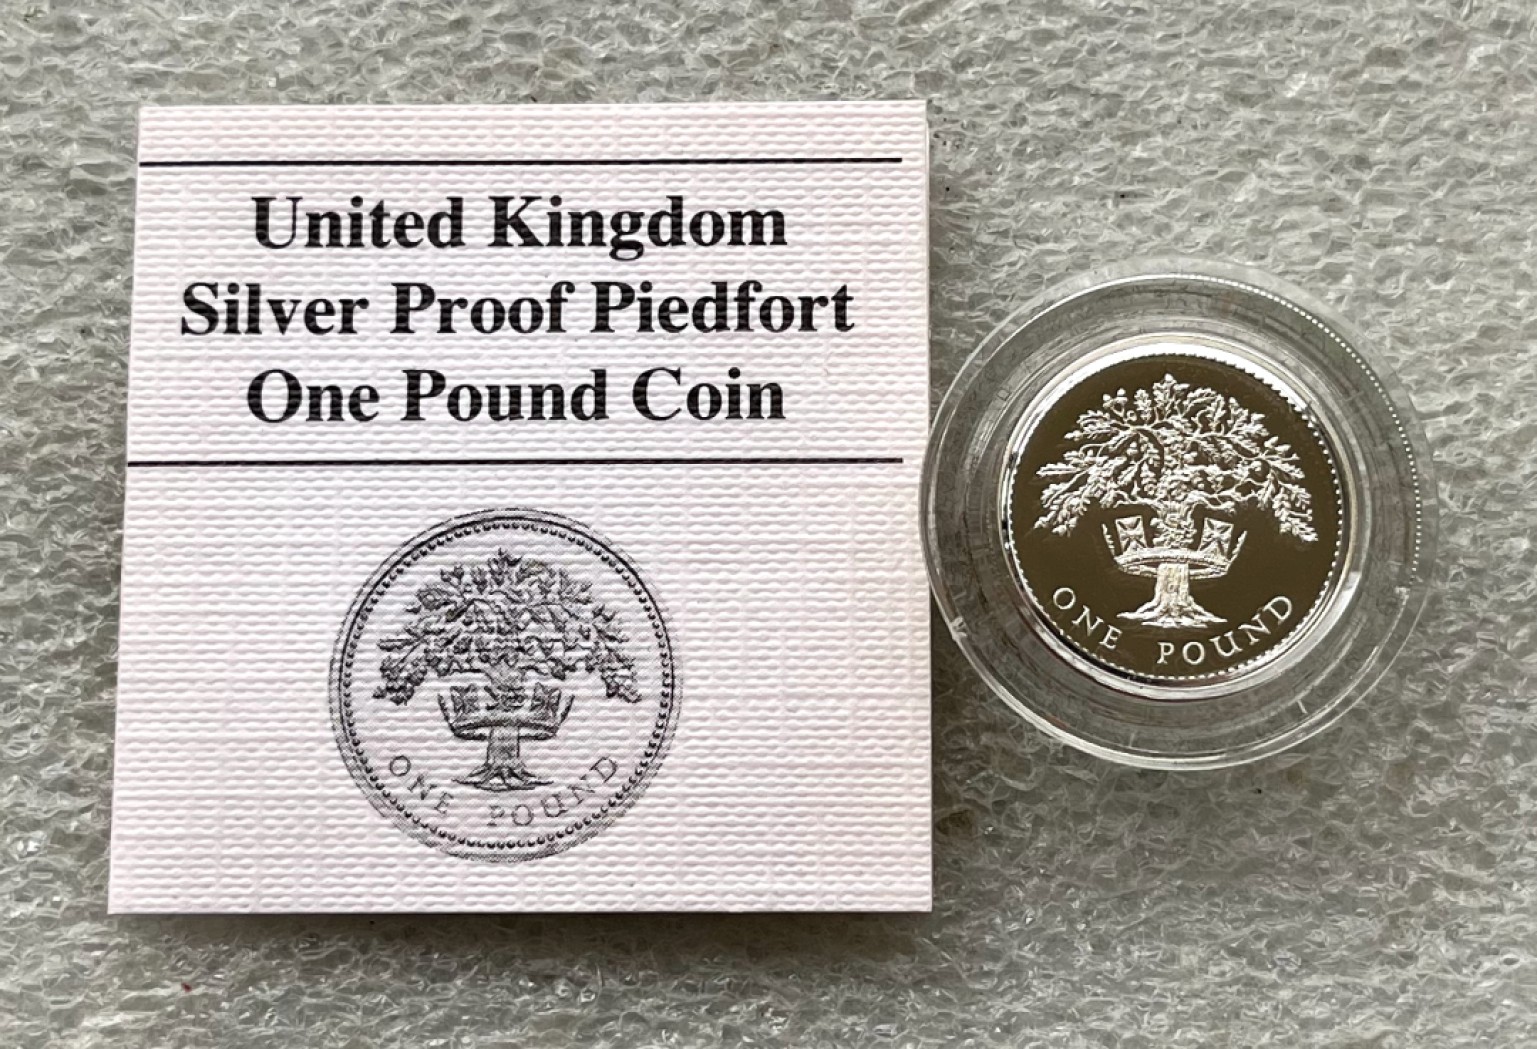 United Kingdom
Silver Proof Piedfort
One Pound Coin
ONE POUND
ONE POUND